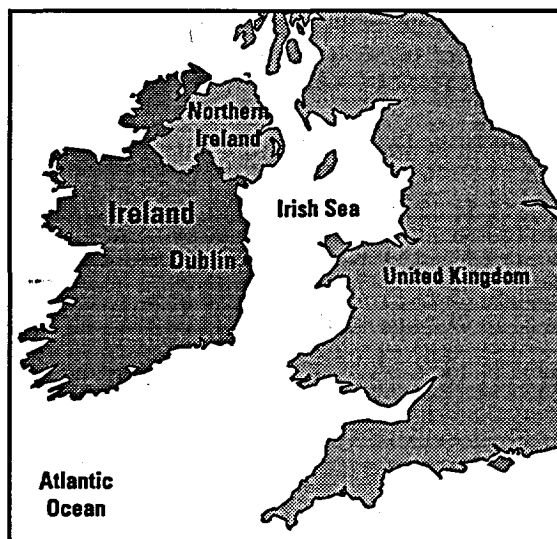 Northern
Ireland
Ireland
Irish Sea
Dublin
United Kingdom
Atlantic
Ocean